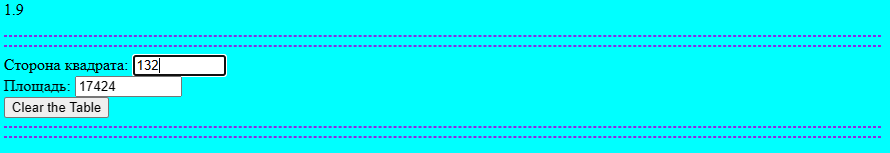 1.9
Сторона квадрата: 132
Площадь: 17424
Clear the Table